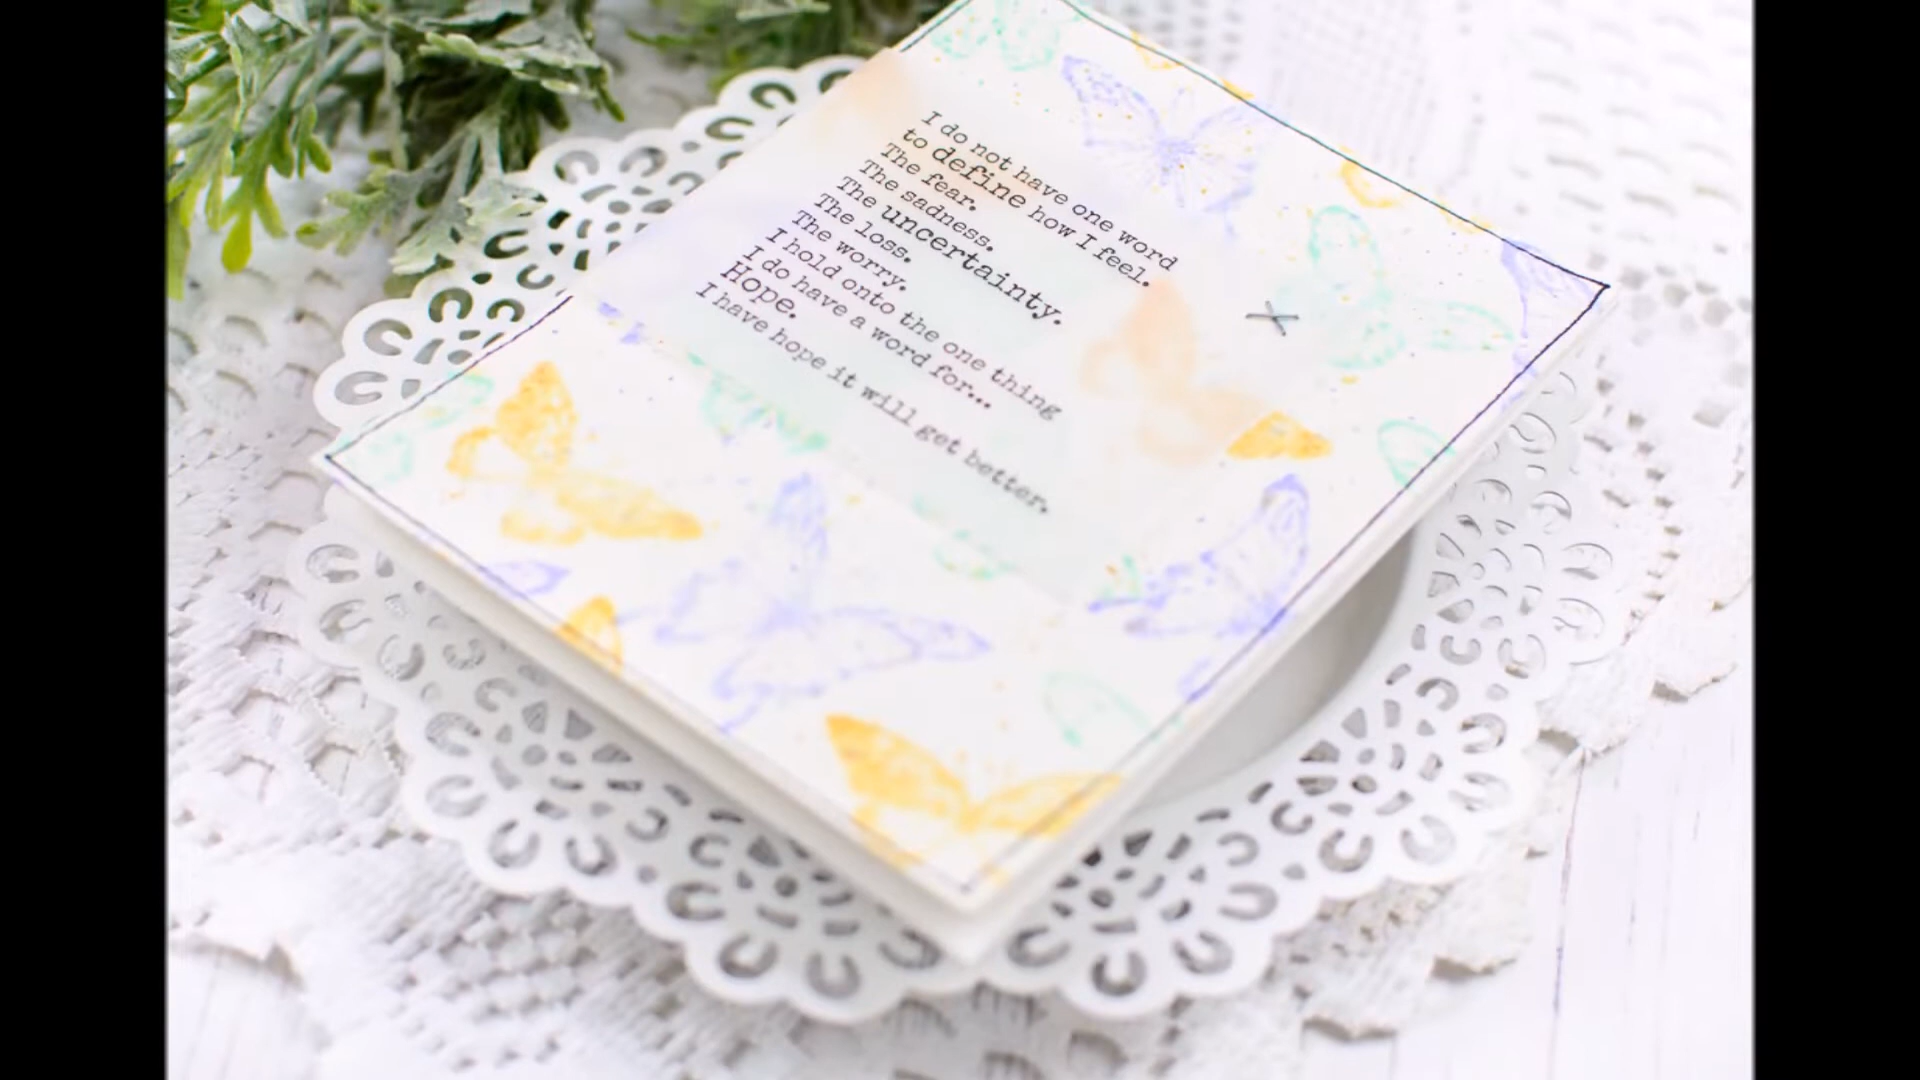 I do not have one word
to define how I feel.
The fear.
The sadness.
The uncertainty.
The loss.
The worry.
I hold onto the one thing
I do have a word for...
Hope.
I have hope it will get better.